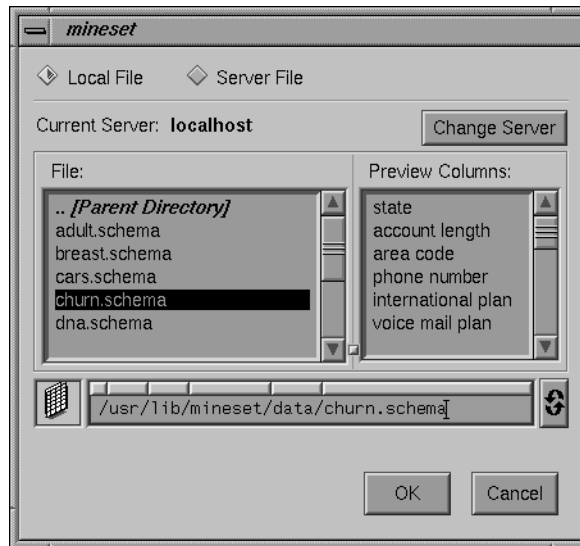 mineset
Local File Server File
Current Server: localhost Change Server
File:
.. [Parent Directory]
adult.schema
breast.schema
cars.schema
churn.schema
dna.schema
Preview Columns:
state
account length
area code
phone number
international plan
voice mail plan
/usr/lib/mineset/data/churn.schema
OK Cancel